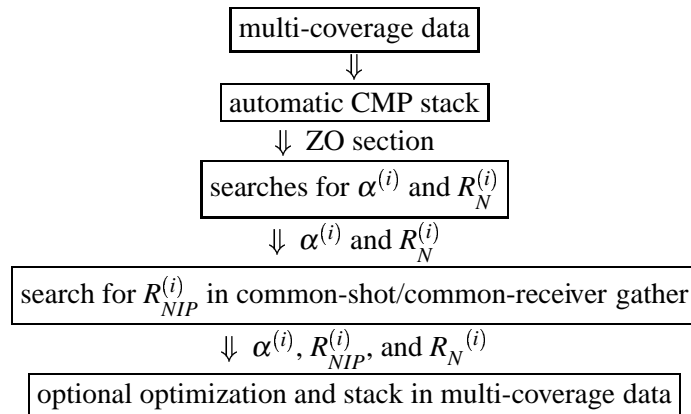 multi-coverage data
⇓
automatic CMP stack
⇓ ZO section
searches for α^(i) and R_N^(i)
⇓ α^(i) and R_N^(i)
search for R_NIP^(i) in common-shot/common-receiver gather
⇓ α^(i), R_NIP^(i), and R_N^(i)
optional optimization and stack in multi-coverage data